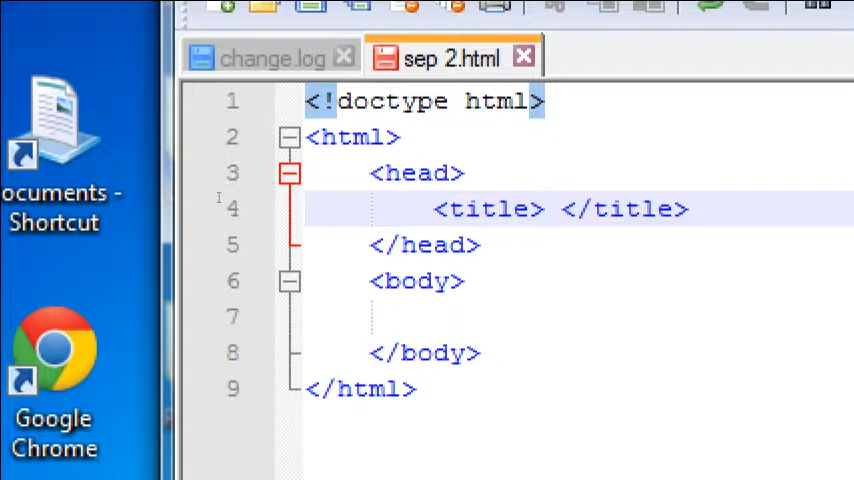 change.log
sep 2.html
1 <!doctype html>
2 <html>
3 <head>
4 <title> </title>
5 </head>
6 <body>
7
8 </body>
9 </html>
ocuments -
Shortcut
Google
Chrome